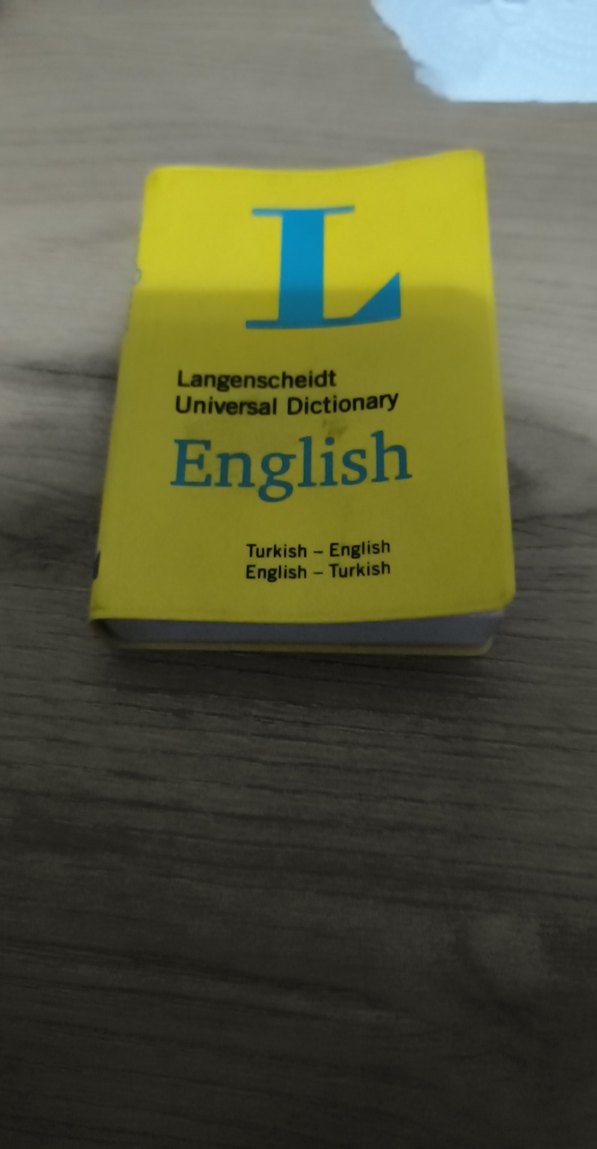 L
Langenscheidt
Universal Dictionary
English
Turkish – English
English – Turkish